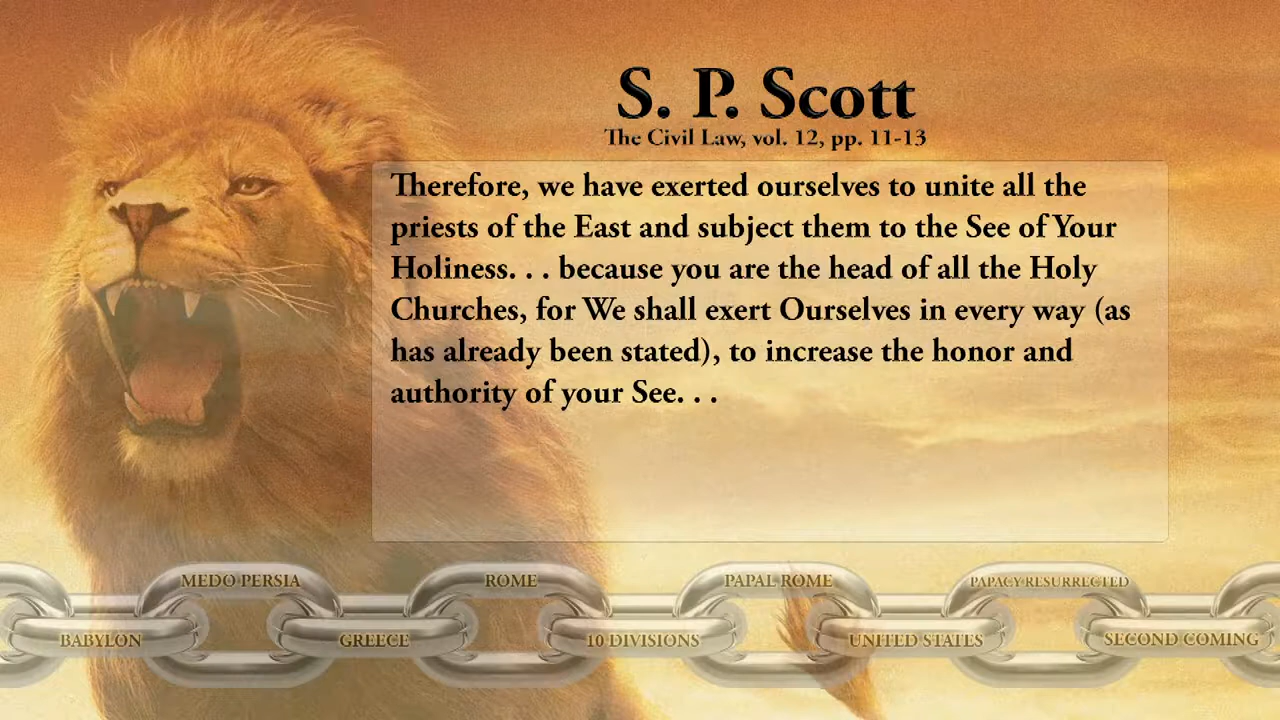 S. P. Scott
The Civil Law, vol. 12, pp. 11-13
Therefore, we have exerted ourselves to unite all the
priests of the East and subject them to the See of Your
Holiness. . . because you are the head of all the Holy
Churches, for We shall exert Ourselves in every way (as
has already been stated), to increase the honor and
authority of your See. . .
MEDO PERSIA
ROME
PAPAL ROME
PAPACY RESURRECTED
BABYLON
GREECE
10 DIVISIONS
UNITED STATES
SECOND COMING